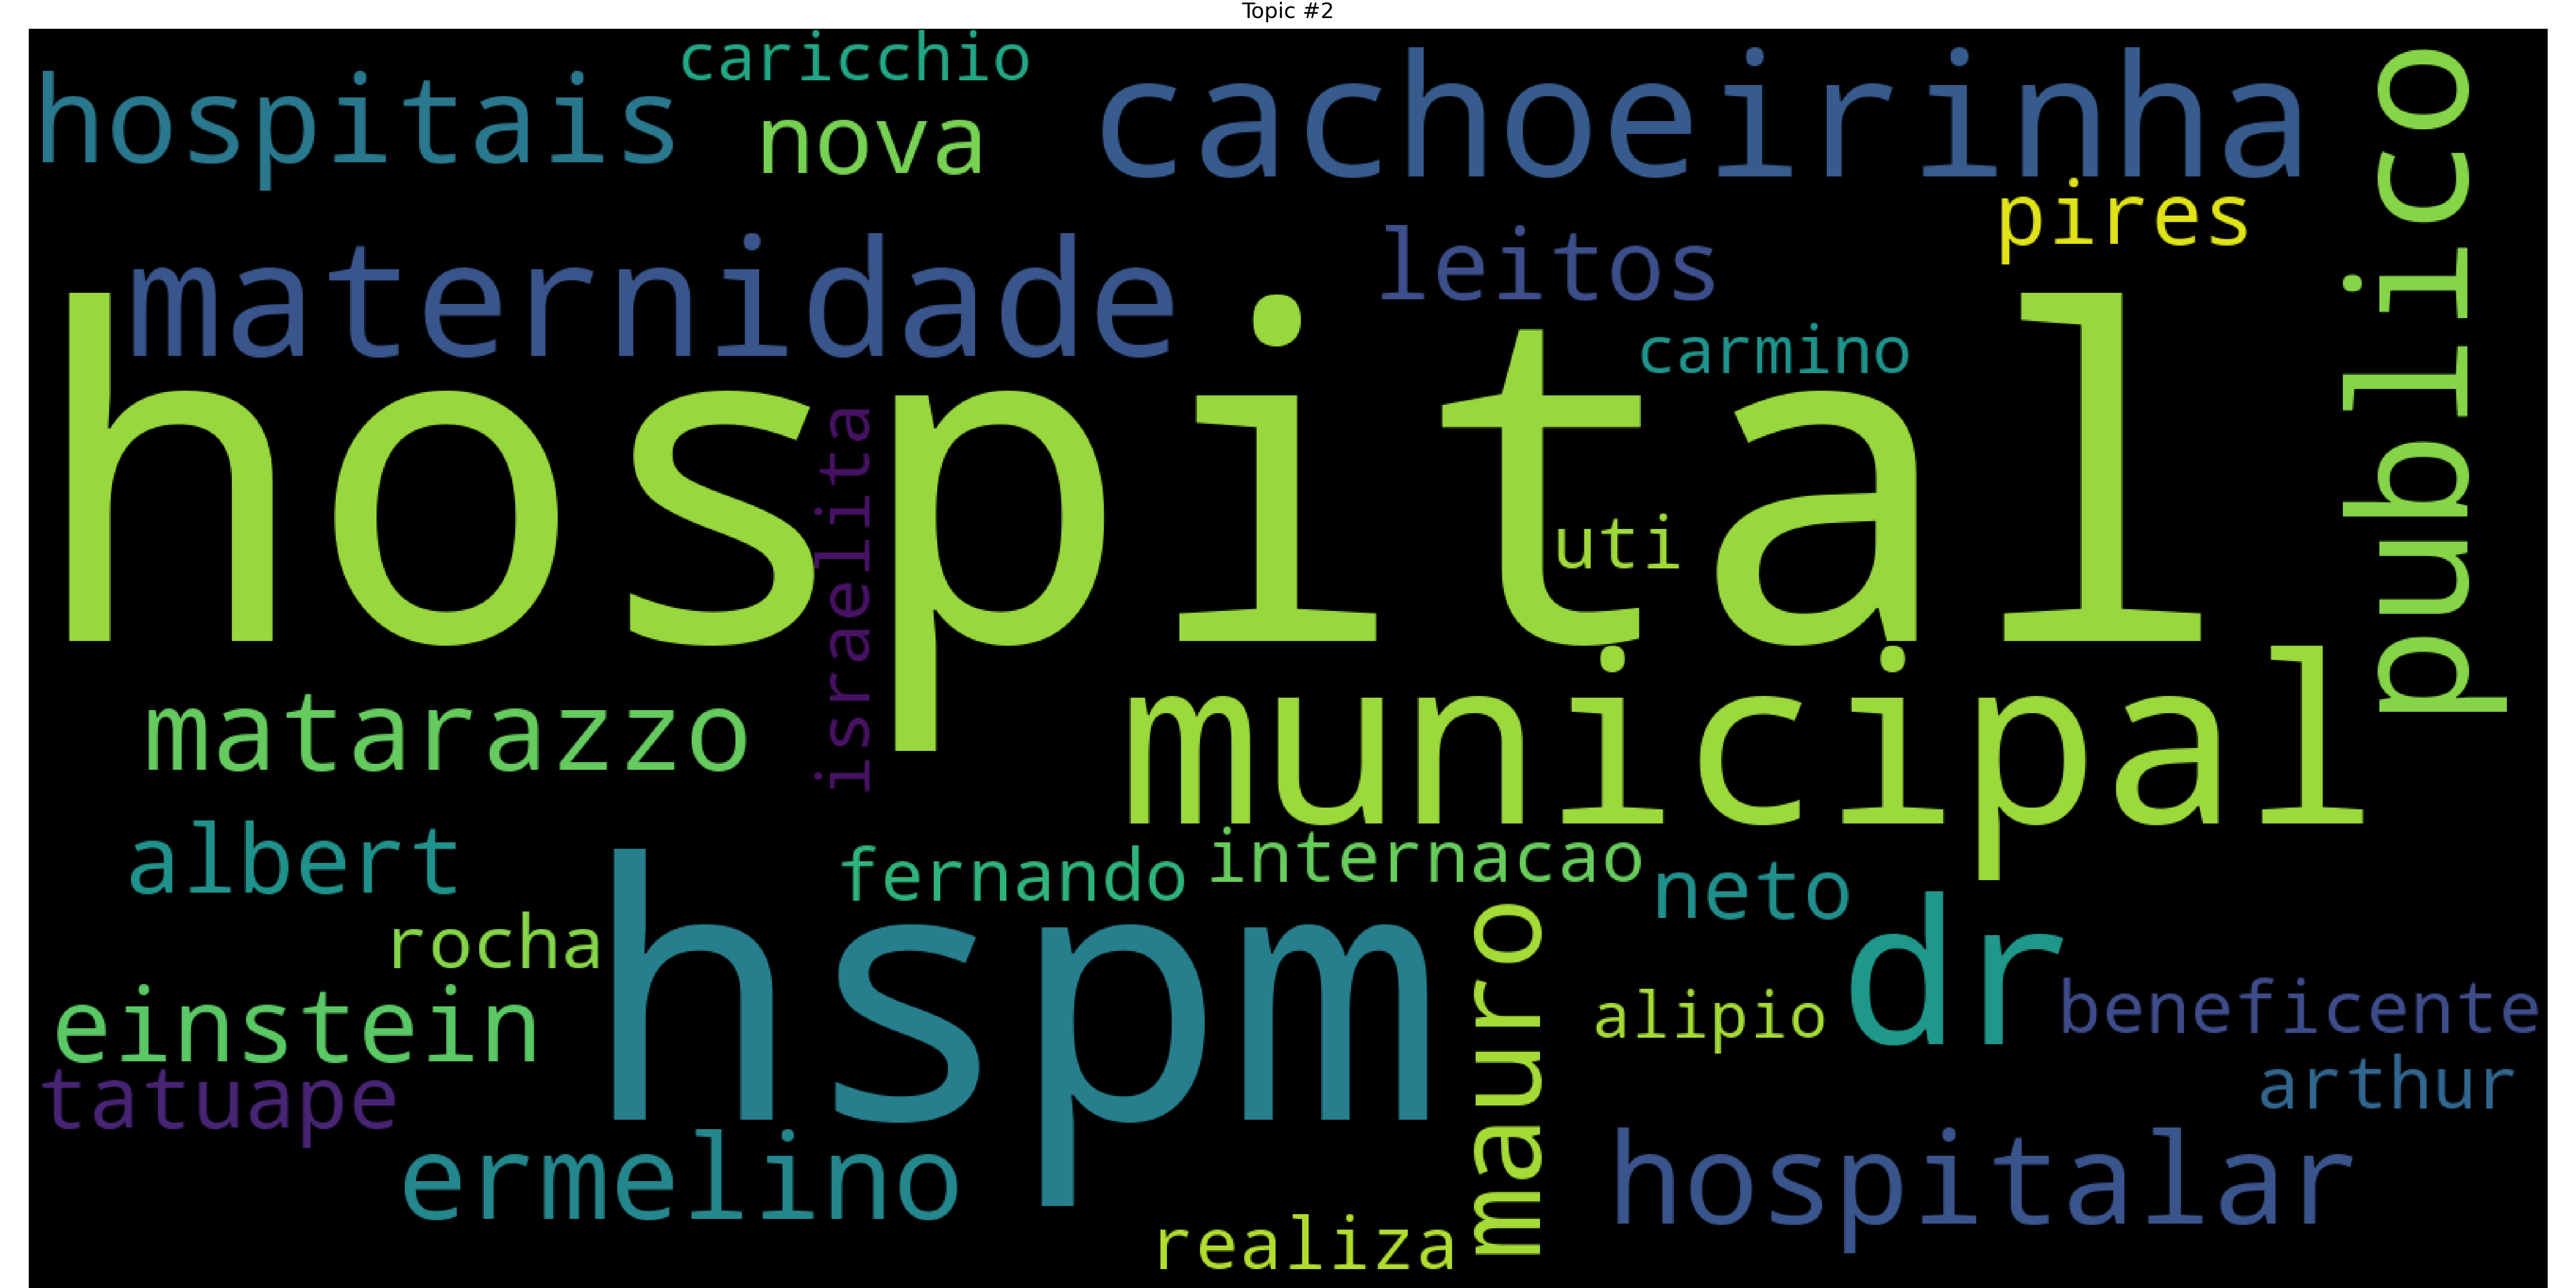 Topic #2
caricchio
hospitais
nova
cachoeirinha
publico
pires
maternidade
leitos
carmino
hospital
israelita
uti
matarazzo
municipal
albert
fernando
internacao
neto
rocha
hspm
mauro
dr
einstein
alipio
beneficente
tatuape
arthur
ermelino
hospitalar
realiza